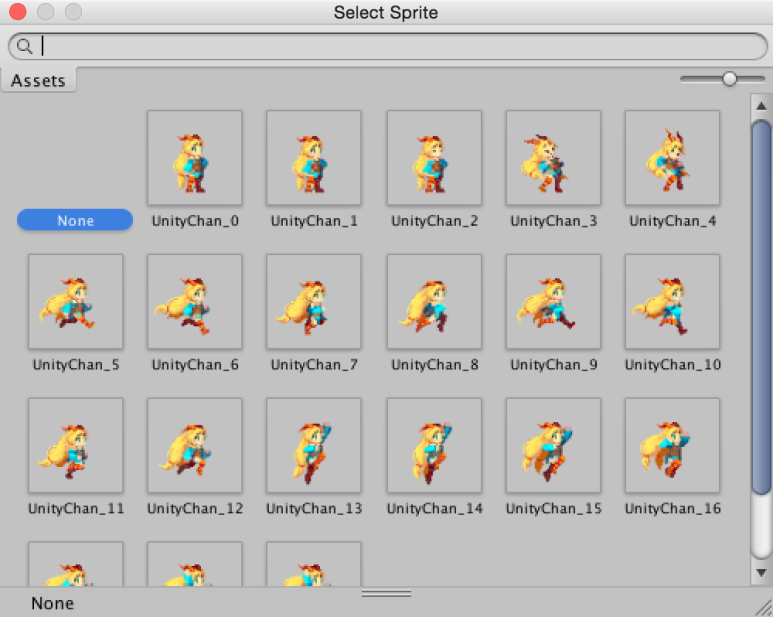 Select Sprite
Assets
None UnityChan_0 UnityChan_1 UnityChan_2 UnityChan_3 UnityChan_4
UnityChan_5 UnityChan_6 UnityChan_7 UnityChan_8 UnityChan_9 UnityChan_10
UnityChan_11 UnityChan_12 UnityChan_13 UnityChan_14 UnityChan_15 UnityChan_16
None